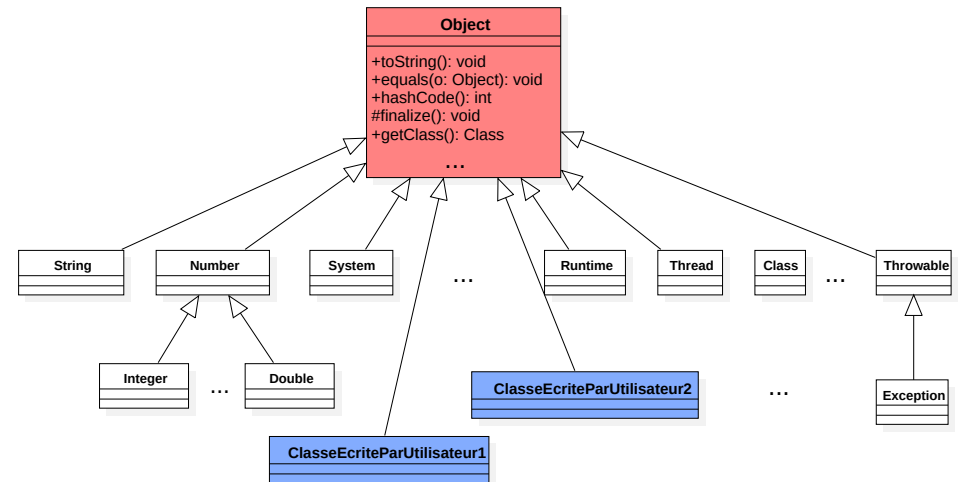 Object
+toString(): void
+equals(o: Object): void
+hashCode(): int
#finalize(): void
+getClass(): Class
...
String
Number
System
...
Runtime
Thread
Class
...
Throwable
Integer
...
Double
ClasseEcriteParUtilisateur2
...
Exception
ClasseEcriteParUtilisateur1